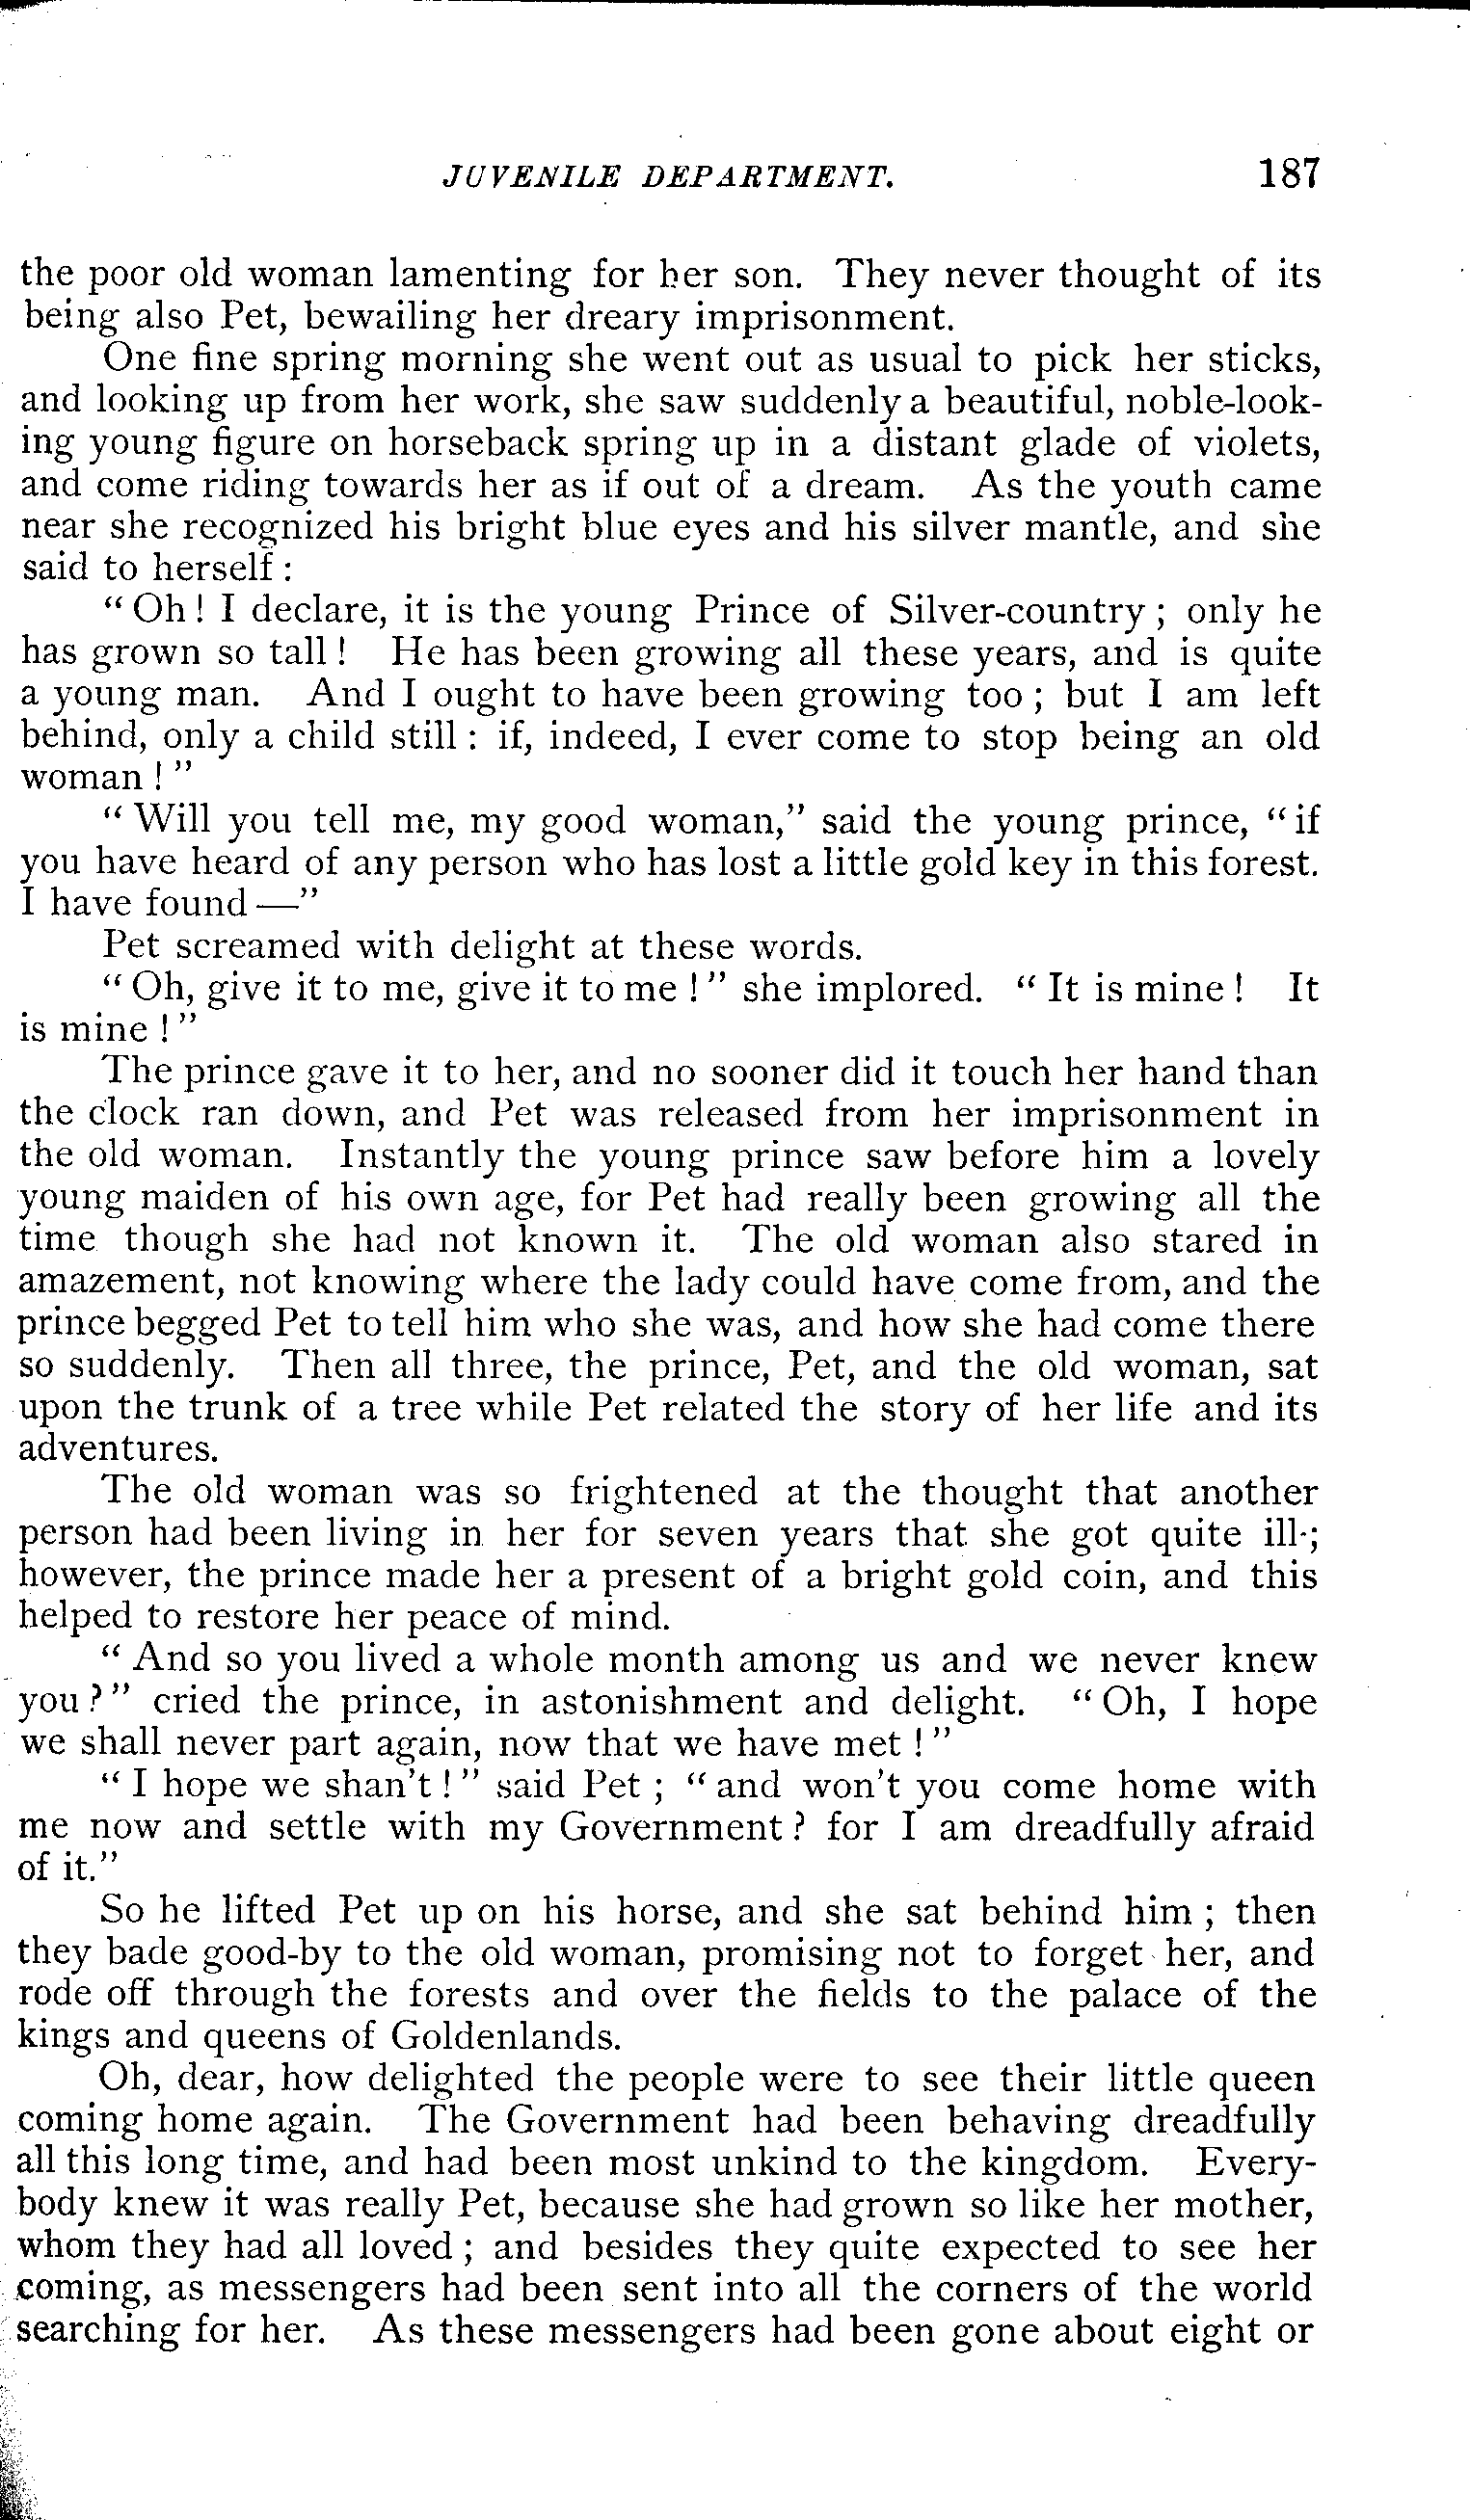 JUVENILE DEPARTMENT. 187
the poor old woman lamenting for her son. They never thought of its
being also Pet, bewailing her dreary imprisonment.
One fine spring morning she went out as usual to pick her sticks,
and looking up from her work, she saw suddenly a beautiful, noble-look-
ing young figure on horseback spring up in a distant glade of violets,
and come riding towards her as if out of a dream. As the youth came
near she recognized his bright blue eyes and his silver mantle, and she
said to herself :
" Oh ! I declare, it is the young Prince of Silver-country ; only he
has grown so tall ! He has been growing all these years, and is quite
a young man. And I ought to have been growing too ; but I am left
behind, only a child still : if, indeed, I ever come to stop being an old
woman ! "
" Will you tell me, my good woman," said the young prince, " if
you have heard of any person who has lost a little gold key in this forest.
I have found —"
Pet screamed with delight at these words.
" Oh, give it to me, give it to me ! " she implored. " It is mine ! It
is mine ! "
The prince gave it to her, and no sooner did it touch her hand than
the clock ran down, and Pet was released from her imprisonment in
the old woman. Instantly the young prince saw before him a lovely
young maiden of his own age, for Pet had really been growing all the
time though she had not known it. The old woman also stared in
amazement, not knowing where the lady could have come from, and the
prince begged Pet to tell him who she was, and how she had come there
so suddenly. Then all three, the prince, Pet, and the old woman, sat
upon the trunk of a tree while Pet related the story of her life and its
adventures.
The old woman was so frightened at the thought that another
person had been living in her for seven years that she got quite ill ;
however, the prince made her a present of a bright gold coin, and this
helped to restore her peace of mind.
" And so you lived a whole month among us and we never knew
you ? " cried the prince, in astonishment and delight. " Oh, I hope
we shall never part again, now that we have met ! "
" I hope we shan't ! " said Pet ; " and won't you come home with
me now and settle with my Government ? for I am dreadfully afraid
of it."
So he lifted Pet up on his horse, and she sat behind him ; then
they bade good-by to the old woman, promising not to forget her, and
rode off through the forests and over the fields to the palace of the
kings and queens of Goldenlands.
Oh, dear, how delighted the people were to see their little queen
coming home again. The Government had been behaving dreadfully
all this long time, and had been most unkind to the kingdom. Every-
body knew it was really Pet, because she had grown so like her mother,
whom they had all loved ; and besides they quite expected to see her
coming, as messengers had been sent into all the corners of the world
searching for her. As these messengers had been gone about eight or